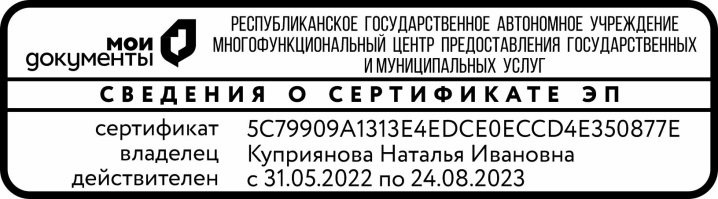 мои
документы
РЕСПУБЛИКАНСКОЕ ГОСУДАРСТВЕННОЕ АВТОНОМНОЕ УЧРЕЖДЕНИЕ
МНОГОФУНКЦИОНАЛЬНЫЙ ЦЕНТР ПРЕДОСТАВЛЕНИЯ ГОСУДАРСТВЕННЫХ
И МУНИЦИПАЛЬНЫХ УСЛУГ
СВЕДЕНИЯ О СЕРТИФИКАТЕ ЭП
сертификат 5C79909A1313E4EDCE0ECCD4E350877E
владелец Куприянова Наталья Ивановна
действителен с 31.05.2022 по 24.08.2023